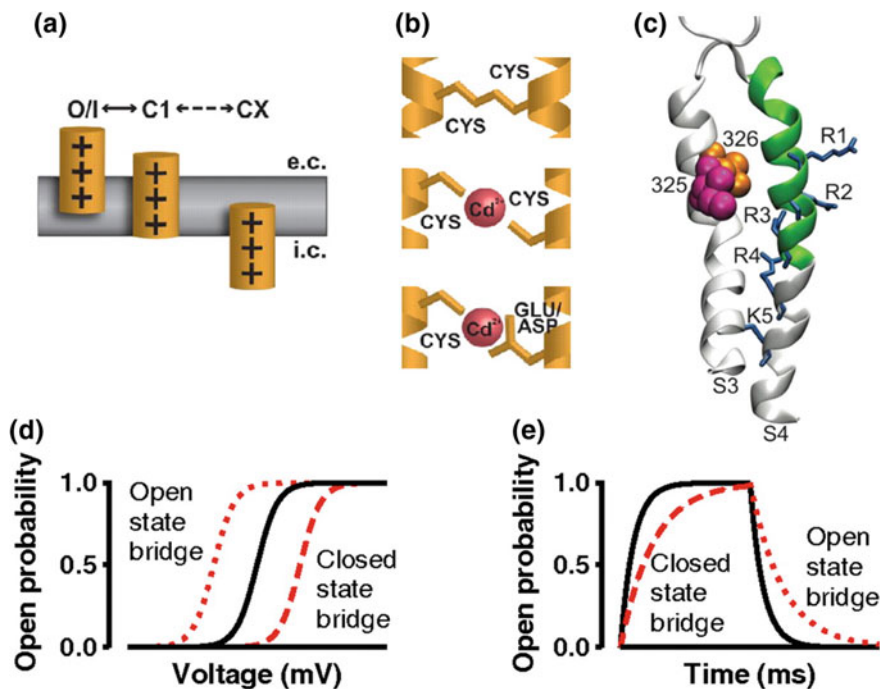 (a)
O/I C1 CX
e.c.
i.c.
+ + +
+ + +
+ + +
(b)
CYS
CYS
CYS
Cd2+
CYS
GLU/
ASP
Cd2+
CYS
(c)
326
R1
325
R2
R3
R4
K5
S3
S4
(d)
Open probability
1.0
0.5
0.0
Open
state
bridge
Closed
state
bridge
Voltage (mV)
(e)
Open probability
1.0
0.5
0.0
Closed
state
bridge
Open
state
bridge
Time (ms)